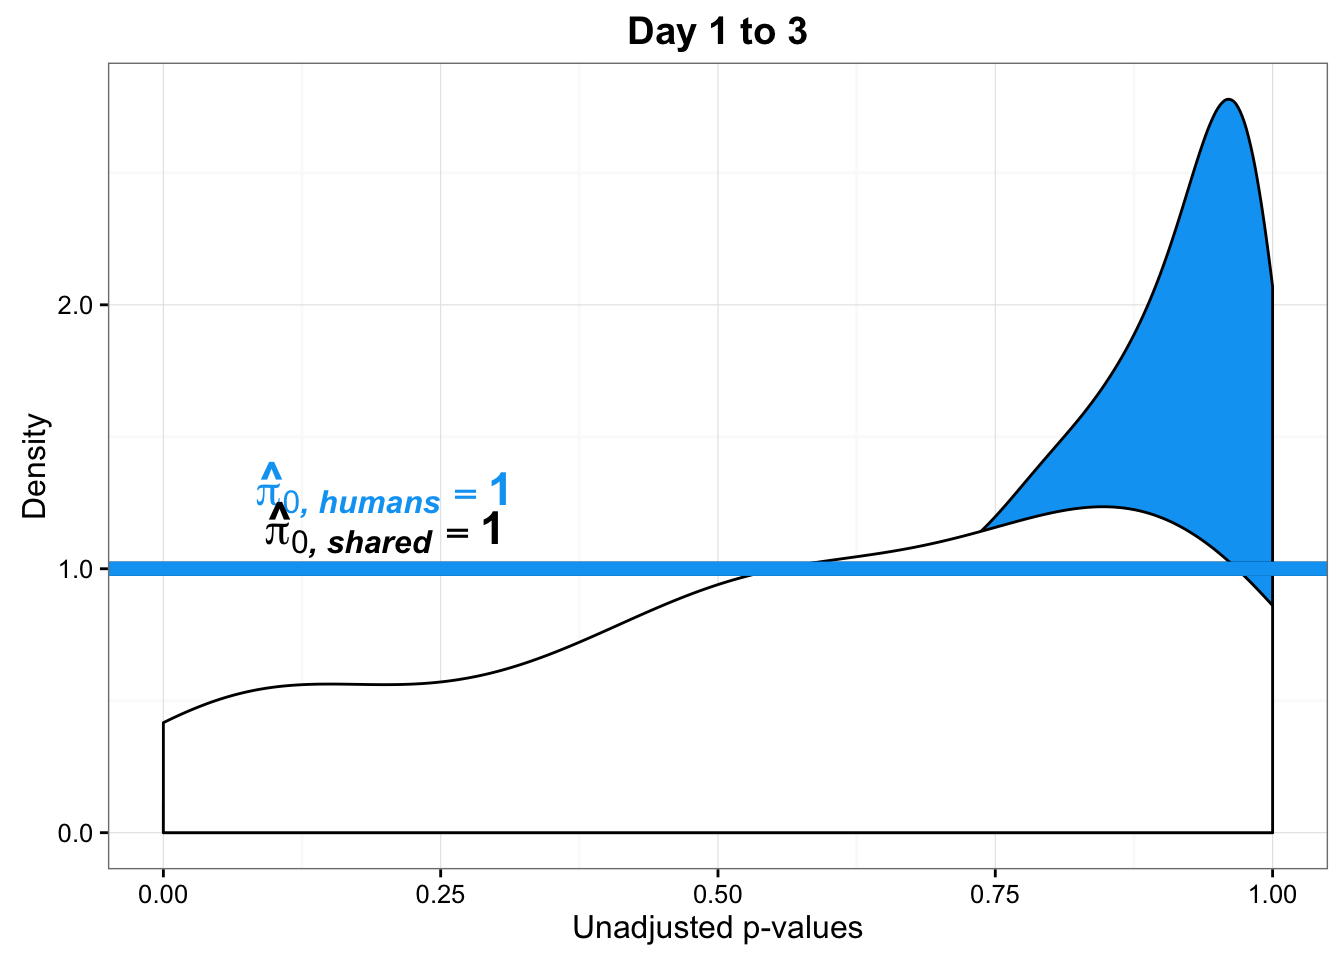 Day 1 to 3
Density
2.0
1.0
0.0
π̂0, humans = 1
π̂0, shared = 1
0.00 0.25 0.50 0.75 1.00
Unadjusted p-values